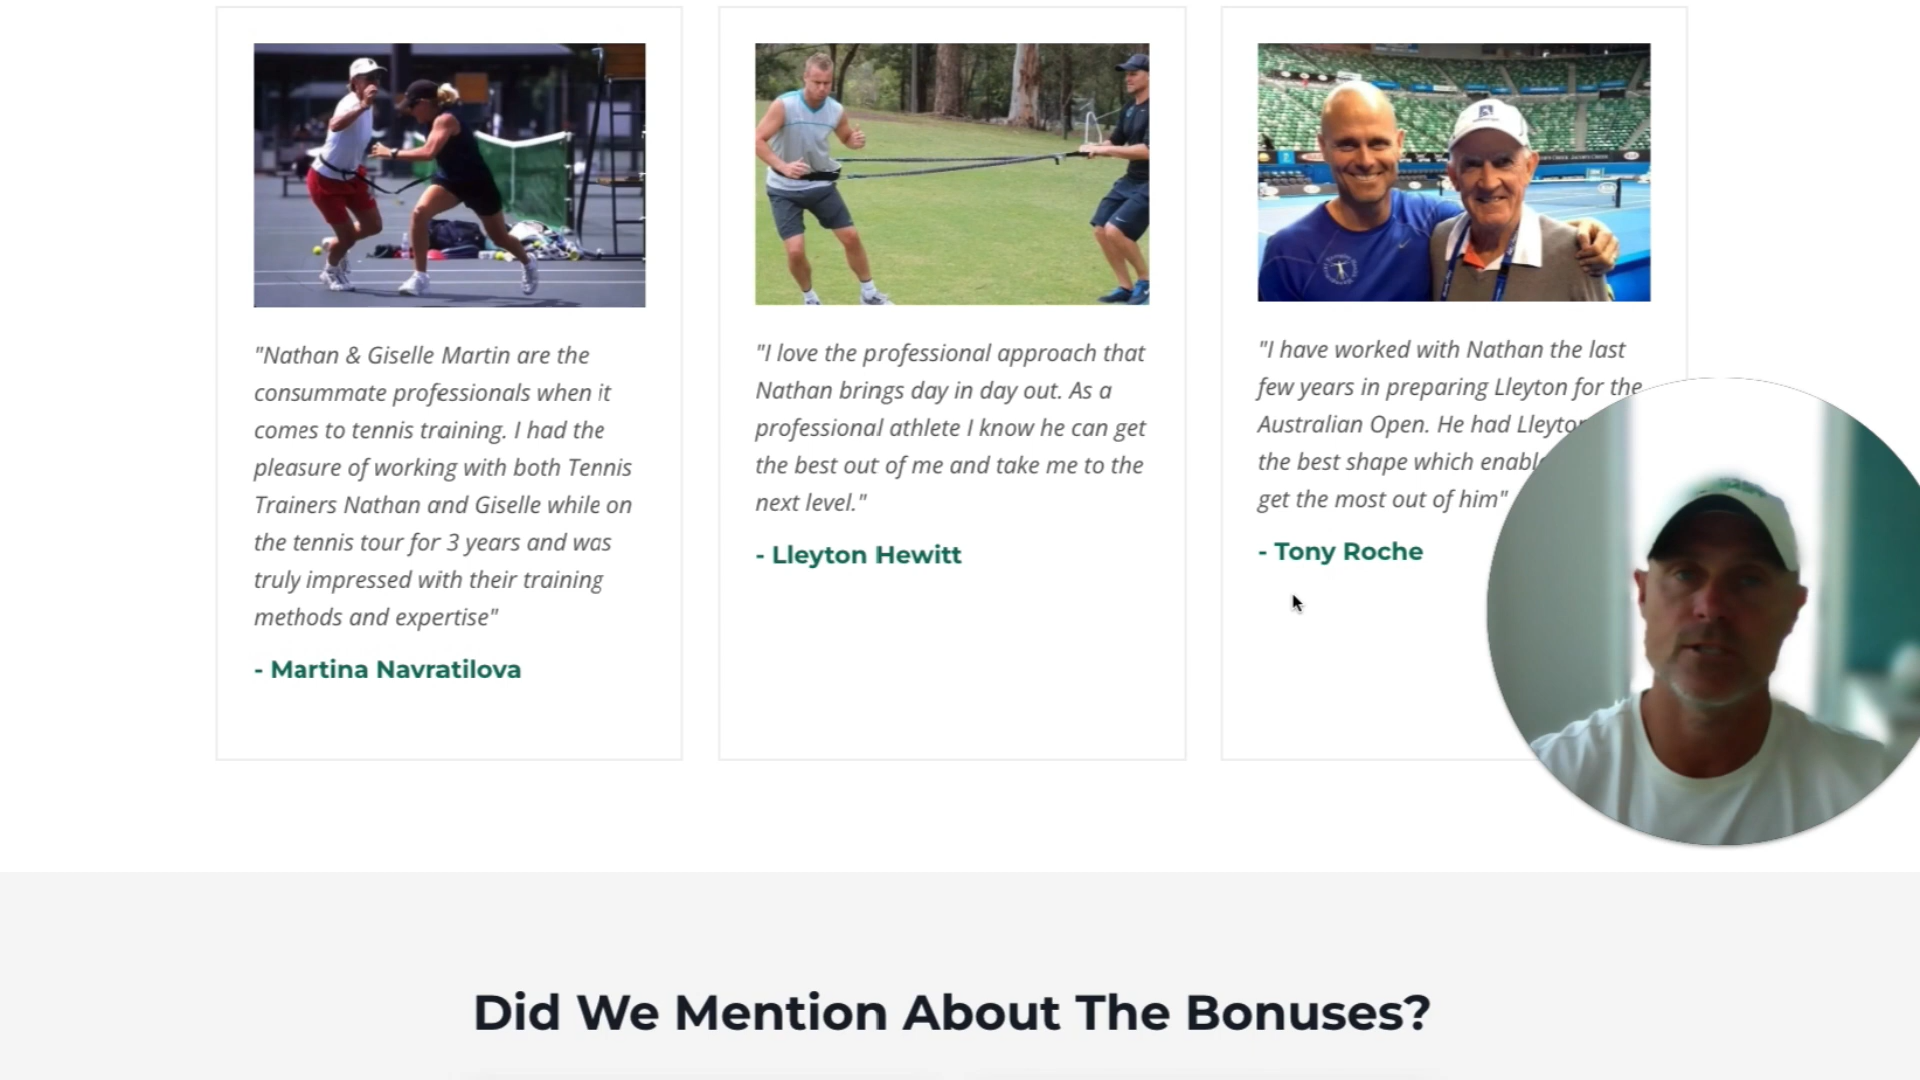 "Nathan & Giselle Martin are the
consummate professionals when it
comes to tennis training. I had the
pleasure of working with both Tennis
Trainers Nathan and Giselle while on
the tennis tour for 3 years and was
truly impressed with their training
methods and expertise"
- Martina Navratilova
"I love the professional approach that
Nathan brings day in day out. As a
professional athlete I know he can get
the best out of me and take me to the
next level."
- Lleyton Hewitt
"I have worked with Nathan the last
few years in preparing Lleyton for the
Australian Open. He had Lleyton
the best shape which
get the most out of him"
- Tony Roche
Did We Mention About The Bonuses?